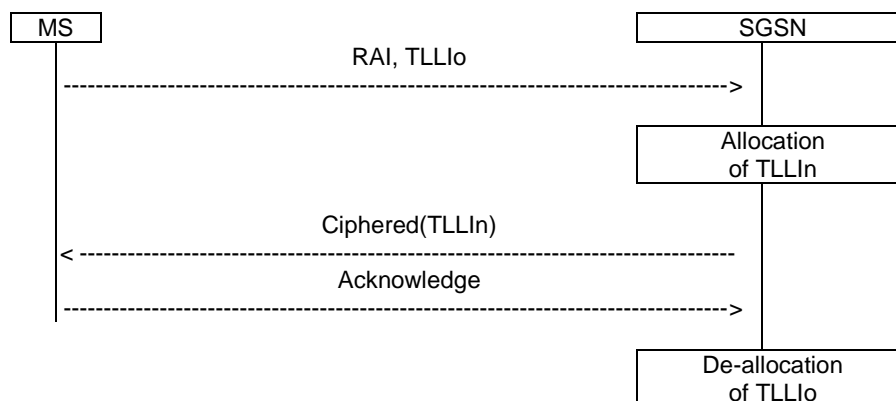 MS
SGSN
RAI, TLLIo
Allocation
of TLLIn
Ciphered(TLLIn)
Acknowledge
De-allocation
of TLLIo